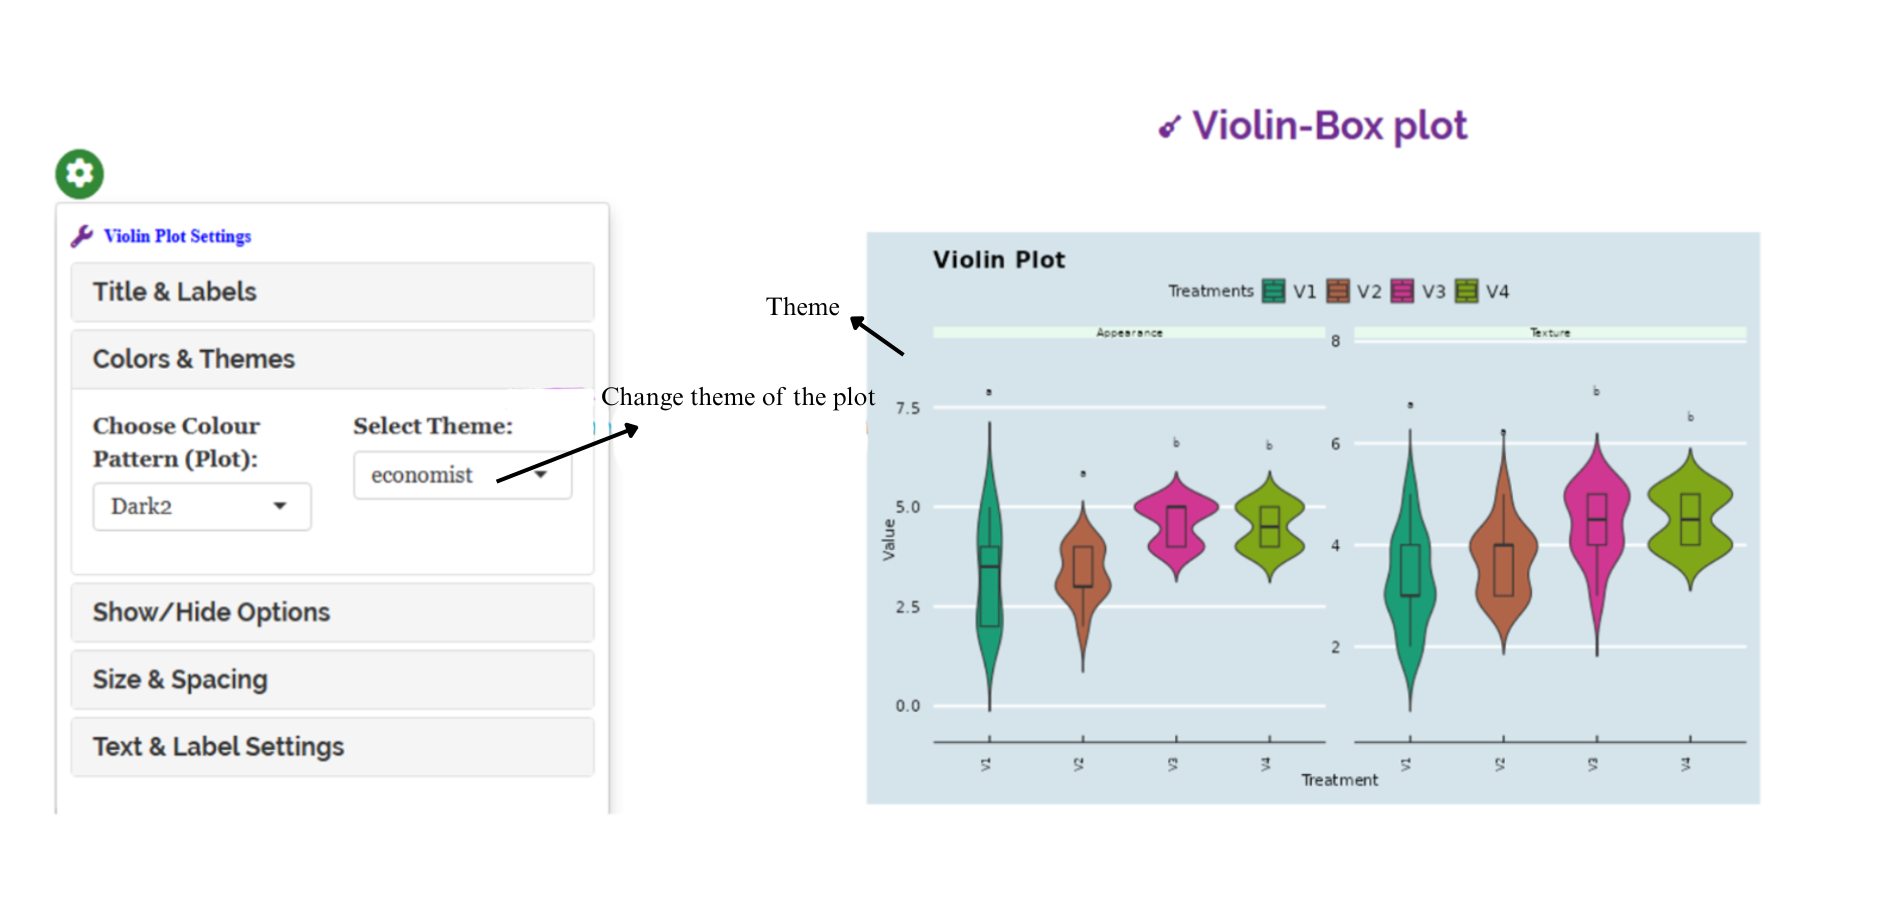 Violin-Box plot
Violin Plot Settings
Title & Labels
Colors & Themes
Choose Colour
Pattern (Plot):
Dark2
Select Theme:
economist
Change theme of the plot
Show/Hide Options
Size & Spacing
Text & Label Settings
Theme
Violin Plot
Treatments V1 V2 V3 V4
Appearance Texture
Value
7.5
5.0
2.5
0.0
a a b b
8
6
4
2
a a b b
V1 V2 V3 V4 V1 V2 V3 V4
Treatment